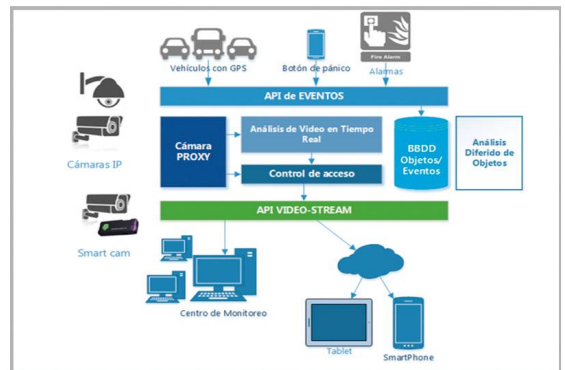 Fire Alarm
Vehículos con GPS
Botón de pánico
Alarmas
API de EVENTOS
Cámaras IP
Cámara
PROXY
Análisis de Video en Tiempo
Real
Control de acceso
BBDD
Objetos/
Eventos
Análisis
Diferido de
Objetos
API VIDEO-STREAM
Smart cam
Centro de Monitoreo
Tablet
SmartPhone